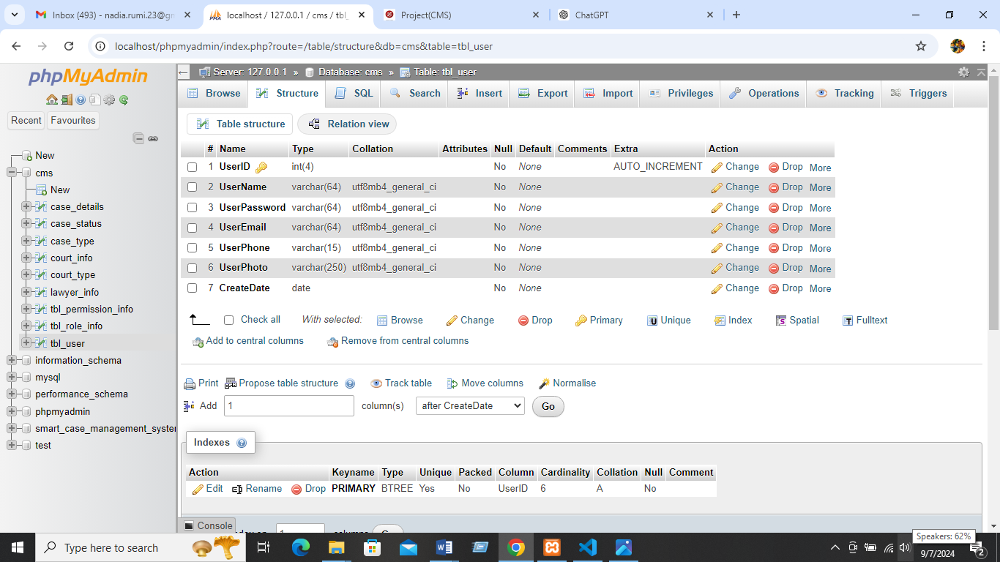 Inbox (493) - nadia.rumi.23@gm
localhost / 127.0.0.1 / cms / tbl_
Project(CMS)
ChatGPT
localhost/phpmyadmin/index.php?route=/table/structure&db=cms&table=tbl_user
phpMyAdmin
Recent
Favourites
New
cms
New
case_details
case_status
case_type
court_info
court_type
lawyer_info
tbl_permission_info
tbl_role_info
tbl_user
information_schema
mysql
performance_schema
phpmyadmin
smart_case_management_system
test
Server: 127.0.0.1 » Database: cms » Table: tbl_user
Browse Structure SQL Search Insert Export Import Privileges Operations Tracking Triggers
Table structure Relation view
# Name Type Collation Attributes Null Default Comments Extra Action
1 UserID int(4) No None AUTO_INCREMENT Change Drop More
2 UserName varchar(64) utf8mb4_general_ci No None Change Drop More
3 UserPassword varchar(64) utf8mb4_general_ci No None Change Drop More
4 UserEmail varchar(64) utf8mb4_general_ci No None Change Drop More
5 UserPhone varchar(15) utf8mb4_general_ci No None Change Drop More
6 UserPhoto varchar(250) utf8mb4_general_ci No None Change Drop More
7 CreateDate date No None Change Drop More
Check all With selected: Browse Change Drop Primary Unique Index Spatial Fulltext
Add to central columns Remove from central columns
Print Propose table structure Track table Move columns Normalise
Add 1 column(s) after CreateDate Go
Indexes
Action Keyname Type Unique Packed Column Cardinality Collation Null Comment
Edit Rename Drop PRIMARY BTREE Yes No UserID 6 A No
Console
Type here to search
Speakers: 62%
9/7/2024
2